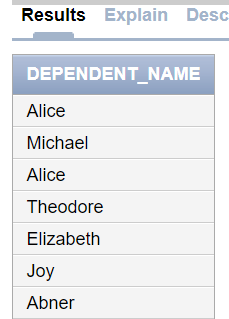 Results Explain Desc
DEPENDENT_NAME
Alice
Michael
Alice
Theodore
Elizabeth
Joy
Abner